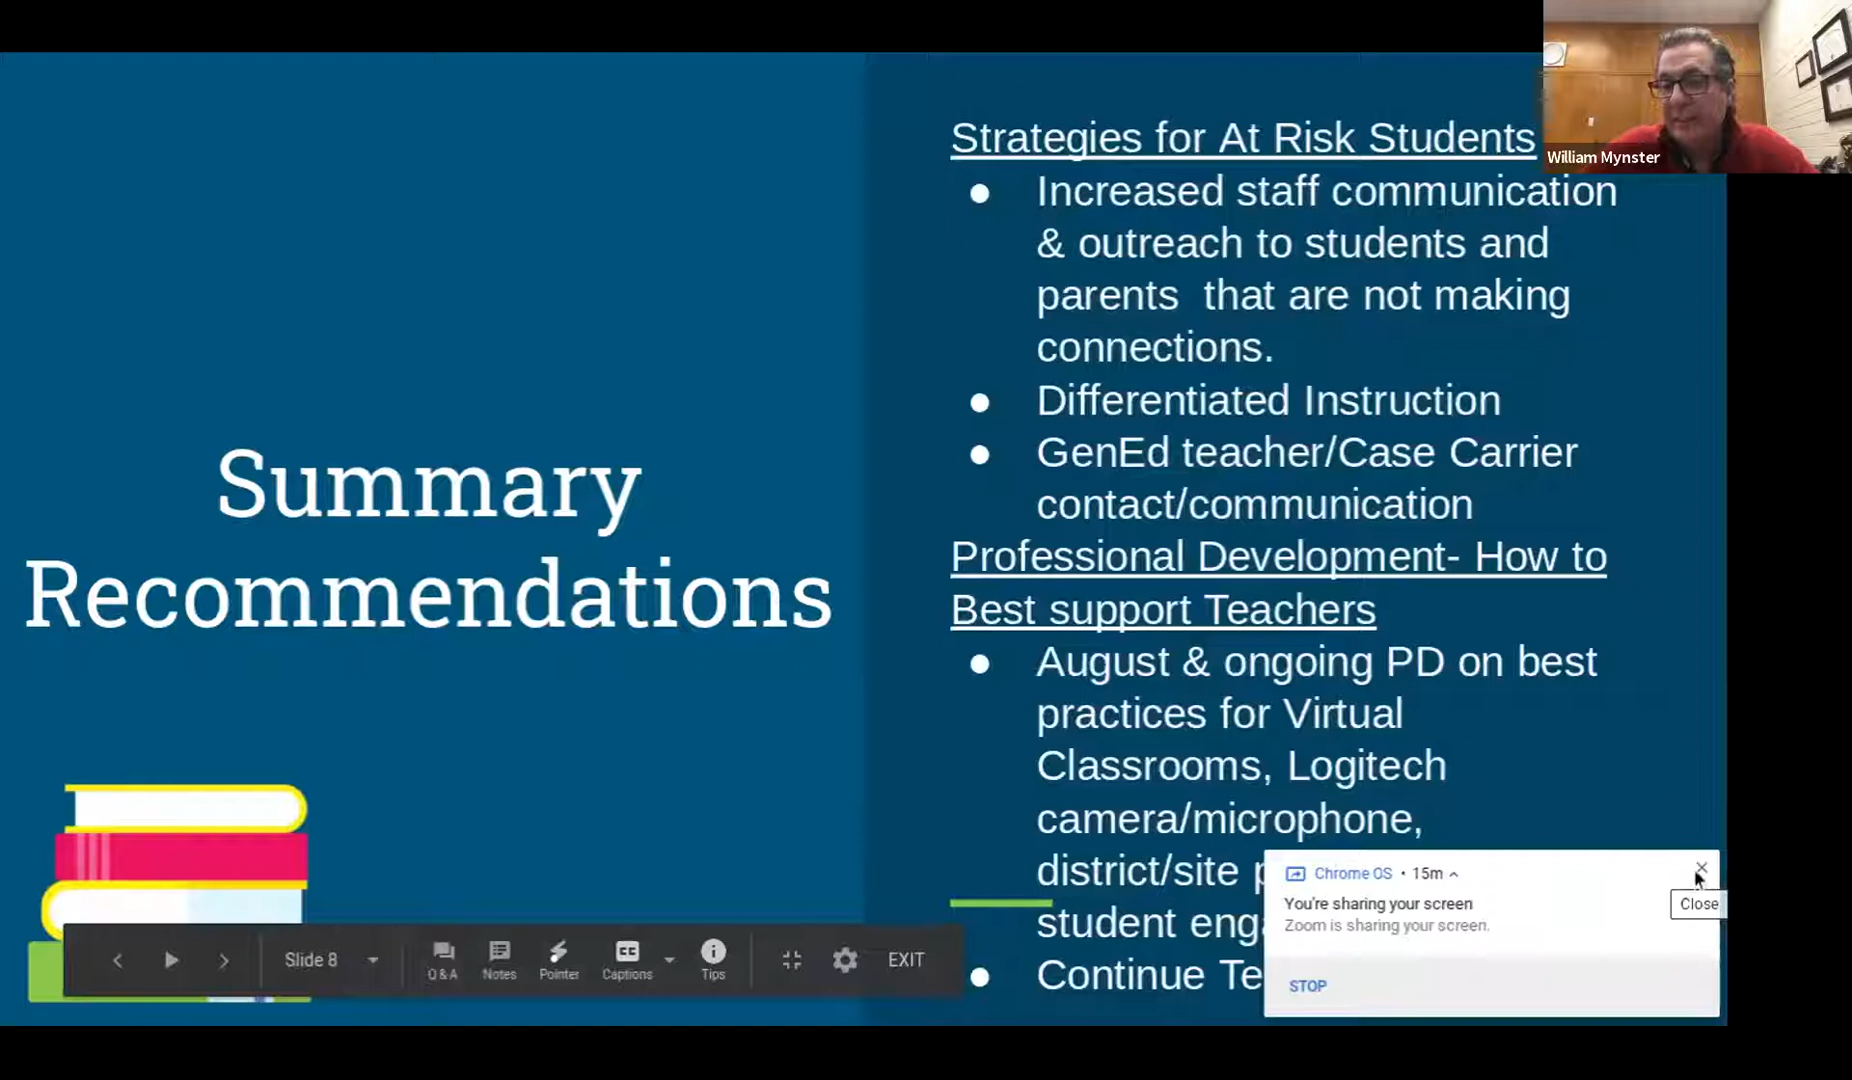 Summary
Recommendations
Strategies for At Risk Students
● Increased staff communication
& outreach to students and
parents that are not making
connections.
● Differentiated Instruction
● GenEd teacher/Case Carrier
contact/communication
Professional Development- How to
Best support Teachers
● August & ongoing PD on best
practices for Virtual
Classrooms, Logitech
camera/microphone,
district/site
student
● Continue
William Mynster
Chrome OS • 15m
You're sharing your screen
Zoom is sharing your screen.
Close
STOP
Slide 8
Q & A
Notes
Pointer
CC
Captions
Tips
EXIT